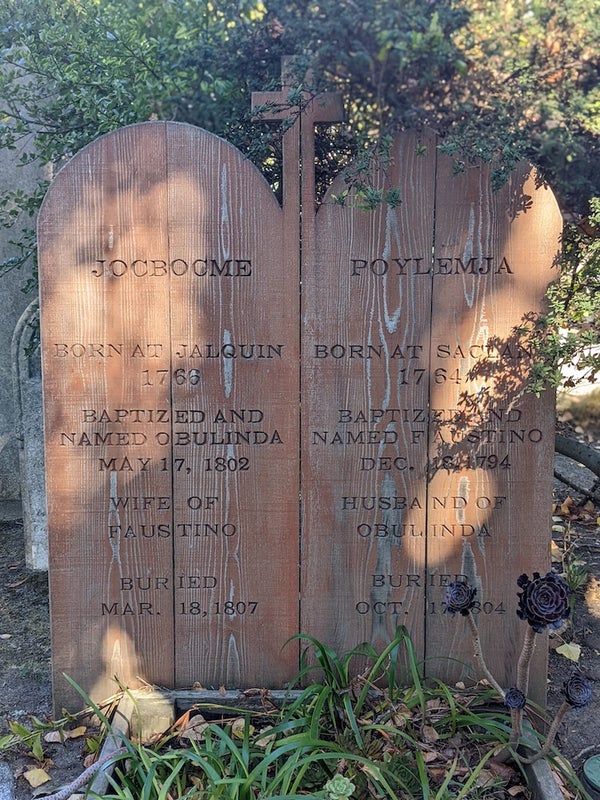 JOCBOCME
BORN AT JALQUIN
1766
BAPTIZED AND
NAMED OBULINDA
MAY 17, 1802
WIFE OF
FAUSTINO
BURIED
MAR. 18, 1807
POYLEMJA
BORN AT SACLAN
1764
BAPTIZED AND
NAMED FAUSTINO
DEC. 18, 1794
HUSBAND OF
OBULINDA
BURIED
OCT. 1804